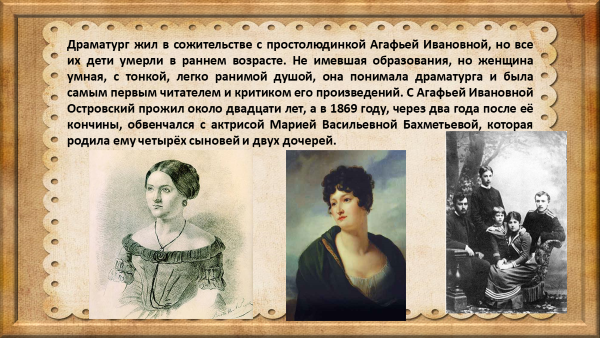 Драматург жил в сожительстве с простолюдинкой Агафьей Ивановной, но все
их дети умерли в раннем возрасте. Не имевшая образования, но женщина
умная, с тонкой, легко ранимой душой, она понимала драматурга и была
самым первым читателем и критиком его произведений. С Агафьей Ивановной
Островский прожил около двадцати лет, а в 1869 году, через два года после её
кончины, обвенчался с актрисой Марией Васильевной Бахметьевой, которая
родила ему четырёх сыновей и двух дочерей.